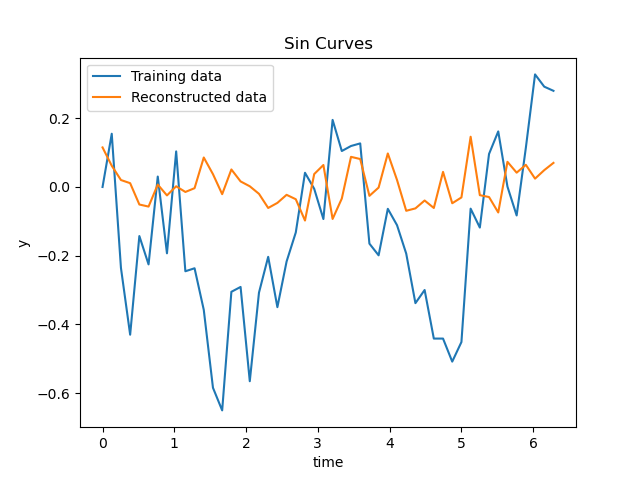 Sin Curves
Training data
Reconstructed data
0.2
0.0
−0.2
−0.4
−0.6
y
0 1 2 3 4 5 6
time